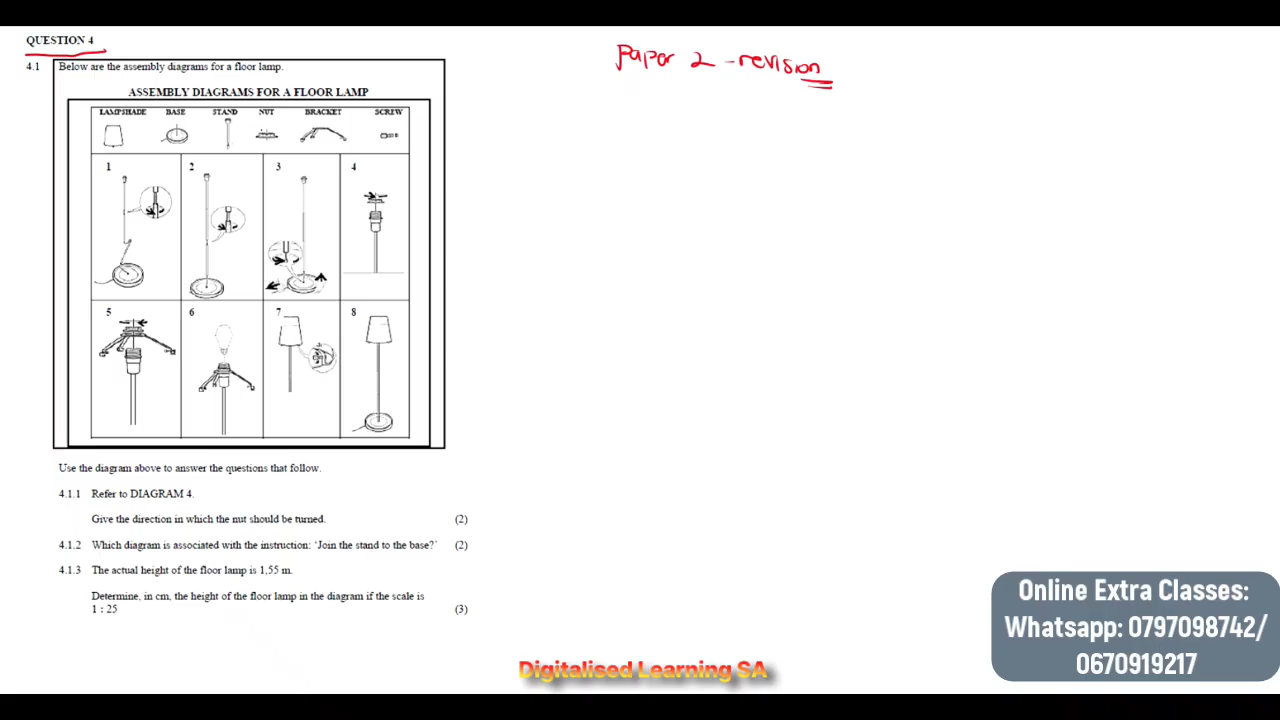 QUESTION 4
Paper 2 - revision
4.1 Below are the assembly diagrams for a floor lamp.
ASSEMBLY DIAGRAMS FOR A FLOOR LAMP
LAMPSHADE BASE STAND NUT BRACKET SCREW
1 2 3 4
5 6 7 8
Use the diagram above to answer the questions that follow.
4.1.1 Refer to DIAGRAM 4.
Give the direction in which the nut should be turned. (2)
4.1.2 Which diagram is associated with the instruction: ‘Join the stand to the base?’ (2)
4.1.3 The actual height of the floor lamp is 1,55 m.
Determine, in cm, the height of the floor lamp in the diagram if the scale is
1 : 25 (3)
Online Extra Classes:
Whatsapp: 0797098742/
0670919217
Digitalised Learning SA